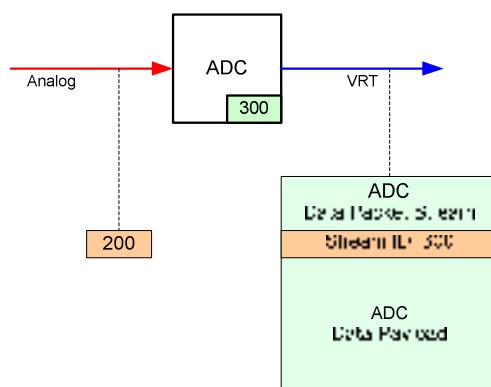 ADC
300
Analog
VRT
200
ADC
Data Packet Stream
Stream ID: 300
ADC
Data Payload